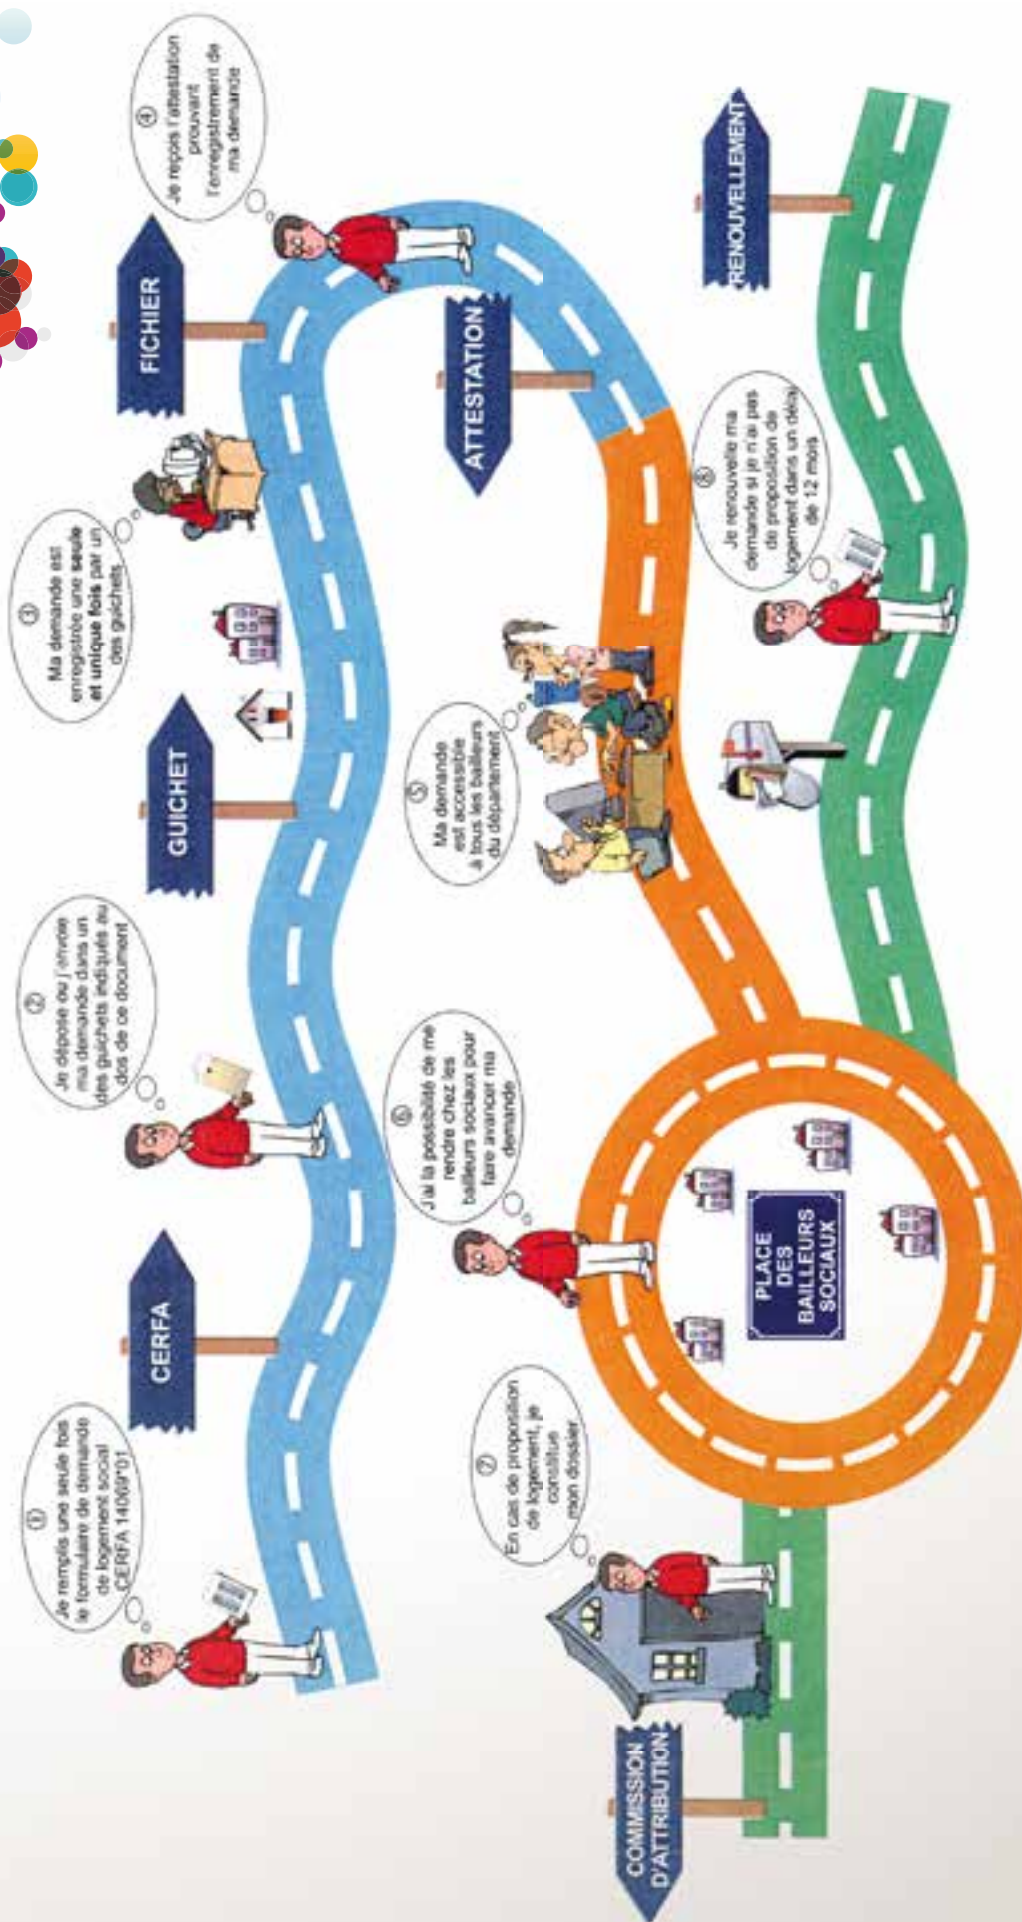 ①
Je remplis une seule fois
le formulaire de demande
de logement social
CERFA 14069*01
CERFA
②
Je dépose ou j'envoie
ma demande dans un
des guichets indiqués au
dos de ce document
GUICHET
③
Ma demande est
enregistrée une seule
et unique fois par un
des guichets
FICHIER
④
Je reçois l'attestation
prouvant
l'enregistrement de
ma demande
ATTESTATION
⑤
Ma demande
est accessible
à tous les bailleurs
du département
⑥
J'ai la possibilité de me
rendre chez les
bailleurs sociaux pour
faire avancer ma
demande
PLACE
DES
BAILLEURS
SOCIAUX
⑦
En cas de proposition
de logement, je
constitue
mon dossier
COMMISSION
D'ATTRIBUTION
⑧
Je renouvelle ma
demande si je n'ai pas
de proposition de
logement dans un délai
de 12 mois
RENOUVELLEMENT